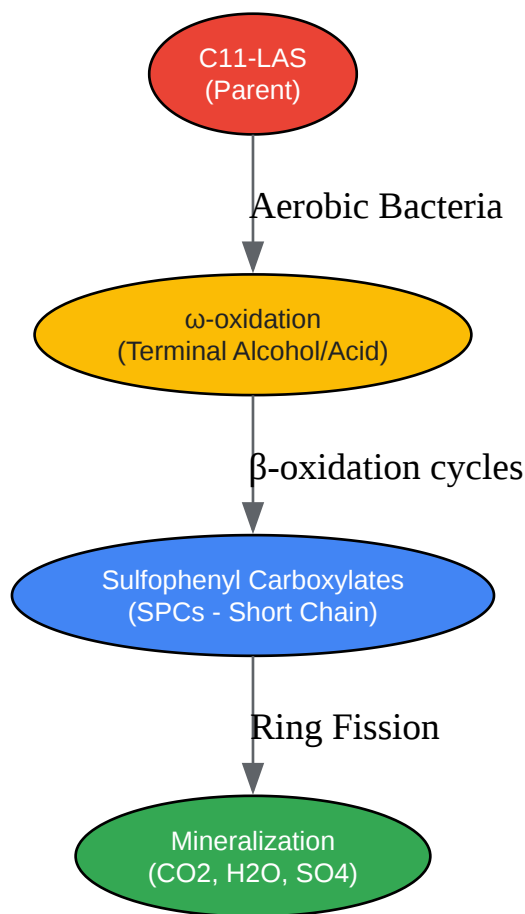 C11-LAS
(Parent)
Aerobic Bacteria
ω-oxidation
(Terminal Alcohol/Acid)
β-oxidation cycles
Sulfophenyl Carboxylates
(SPCs - Short Chain)
Ring Fission
Mineralization
(CO2, H2O, SO4)